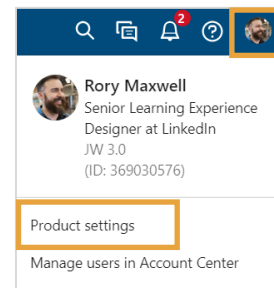 2
Rory Maxwell
Senior Learning Experience
Designer at LinkedIn
JW 3.0
(ID: 369030576)
Product settings
Manage users in Account Center